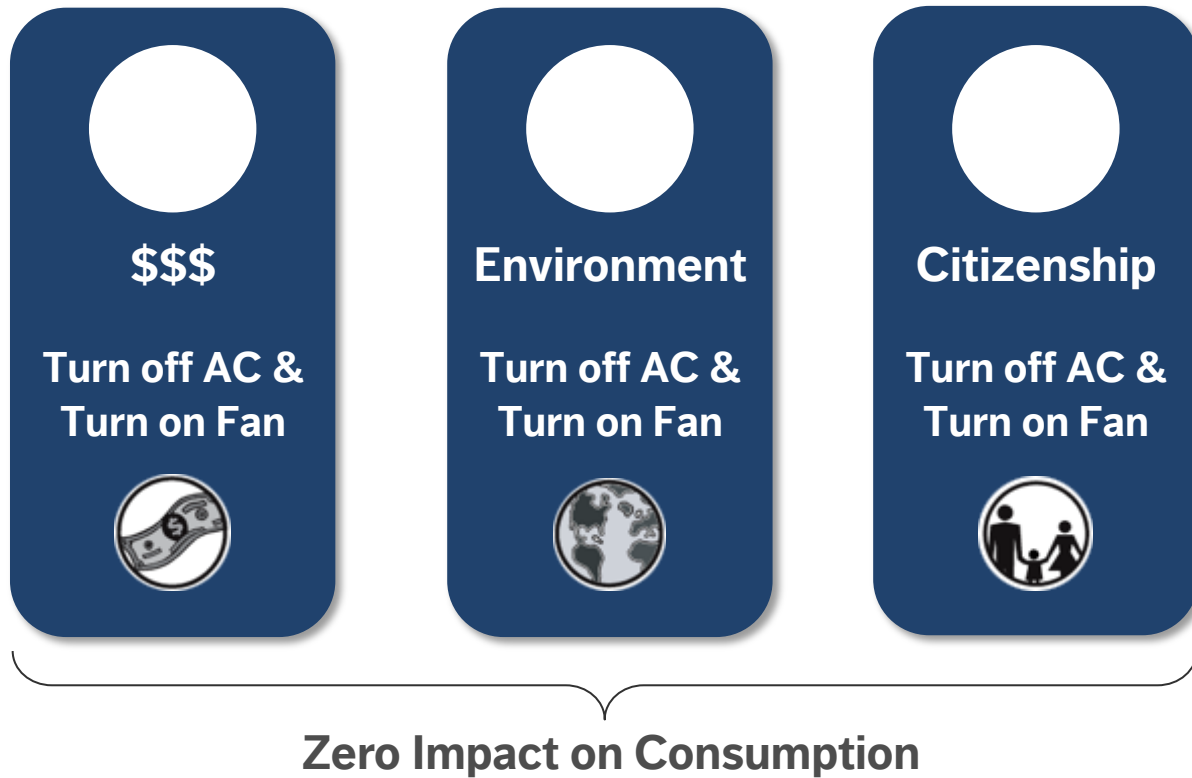 $$$
Turn off AC &
Turn on Fan
Environment
Turn off AC &
Turn on Fan
Citizenship
Turn off AC &
Turn on Fan
Zero Impact on Consumption